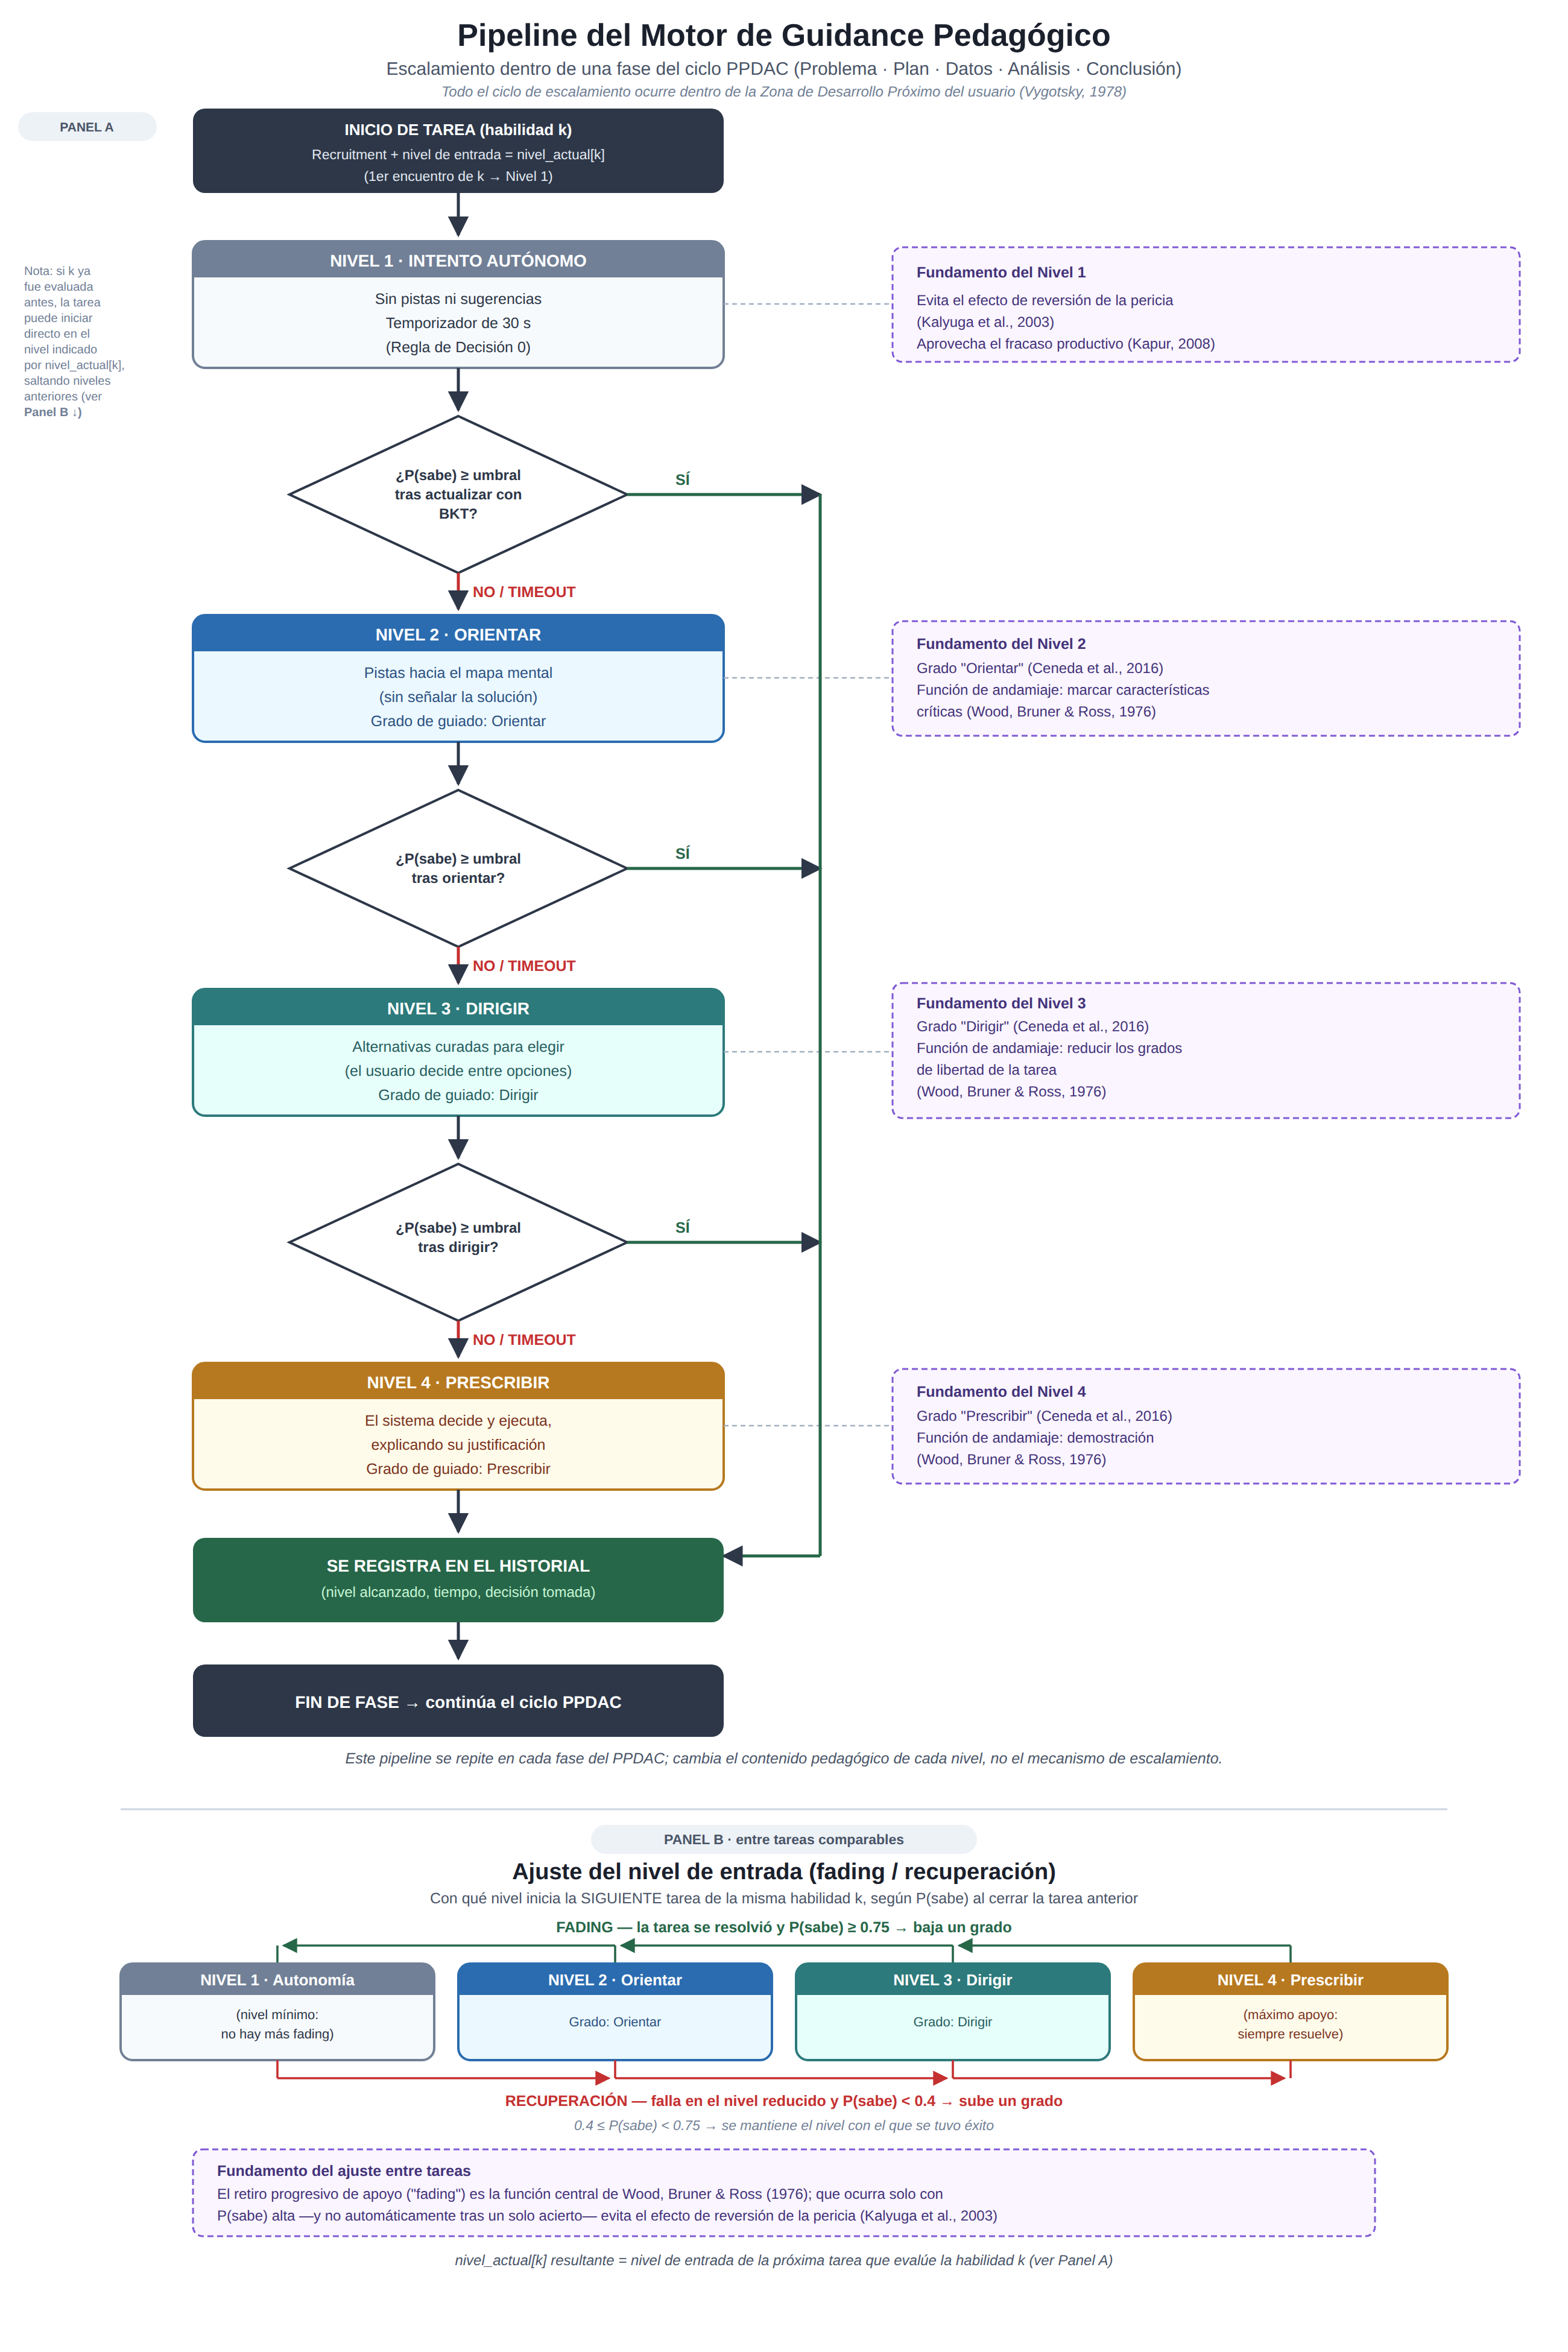 Pipeline del Motor de Guidance Pedagógico
Escalamiento dentro de una fase del ciclo PPDAC (Problema · Plan · Datos · Análisis · Conclusión)
Todo el ciclo de escalamiento ocurre dentro de la Zona de Desarrollo Próximo del usuario (Vygotsky, 1978)
PANEL A
INICIO DE TAREA (habilidad k)
Recruitment + nivel de entrada = nivel_actual[k]
(1er encuentro de k → Nivel 1)
Nota: si k ya
fue evaluada
antes, la tarea
puede iniciar
directo en el
nivel indicado
por nivel_actual[k],
saltando niveles
anteriores (ver
Panel B ↓)
NIVEL 1 · INTENTO AUTÓNOMO
Sin pistas ni sugerencias
Temporizador de 30 s
(Regla de Decisión 0)
Fundamento del Nivel 1
Evita el efecto de reversión de la pericia
(Kalyuga et al., 2003)
Aprovecha el fracaso productivo (Kapur, 2008)
¿P(sabe) ≥ umbral
tras actualizar con
BKT?
SÍ
NO / TIMEOUT
NIVEL 2 · ORIENTAR
Pistas hacia el mapa mental
(sin señalar la solución)
Grado de guiado: Orientar
Fundamento del Nivel 2
Grado "Orientar" (Ceneda et al., 2016)
Función de andamiaje: marcar características
críticas (Wood, Bruner & Ross, 1976)
¿P(sabe) ≥ umbral
tras orientar?
SÍ
NO / TIMEOUT
NIVEL 3 · DIRIGIR
Alternativas curadas para elegir
(el usuario decide entre opciones)
Grado de guiado: Dirigir
Fundamento del Nivel 3
Grado "Dirigir" (Ceneda et al., 2016)
Función de andamiaje: reducir los grados
de libertad de la tarea
(Wood, Bruner & Ross, 1976)
¿P(sabe) ≥ umbral
tras dirigir?
SÍ
NO / TIMEOUT
NIVEL 4 · PRESCRIBIR
El sistema decide y ejecuta,
explicando su justificación
Grado de guiado: Prescribir
Fundamento del Nivel 4
Grado "Prescribir" (Ceneda et al., 2016)
Función de andamiaje: demostración
(Wood, Bruner & Ross, 1976)
SE REGISTRA EN EL HISTORIAL
(nivel alcanzado, tiempo, decisión tomada)
FIN DE FASE → continúa el ciclo PPDAC
Este pipeline se repite en cada fase del PPDAC; cambia el contenido pedagógico de cada nivel, no el mecanismo de escalamiento.
PANEL B · entre tareas comparables
Ajuste del nivel de entrada (fading / recuperación)
Con qué nivel inicia la SIGUIENTE tarea de la misma habilidad k, según P(sabe) al cerrar la tarea anterior
FADING — la tarea se resolvió y P(sabe) ≥ 0.75 → baja un grado
NIVEL 1 · Autonomía
(nivel mínimo:
no hay más fading)
NIVEL 2 · Orientar
Grado: Orientar
NIVEL 3 · Dirigir
Grado: Dirigir
NIVEL 4 · Prescribir
(máximo apoyo:
siempre resuelve)
RECUPERACIÓN — falla en el nivel reducido y P(sabe) < 0.4 → sube un grado
0.4 ≤ P(sabe) < 0.75 → se mantiene el nivel con el que se tuvo éxito
Fundamento del ajuste entre tareas
El retiro progresivo de apoyo ("fading") es la función central de Wood, Bruner & Ross (1976); que ocurra solo con
P(sabe) alta —y no automáticamente tras un solo acierto— evita el efecto de reversión de la pericia (Kalyuga et al., 2003)
nivel_actual[k] resultante = nivel de entrada de la próxima tarea que evalúe la habilidad k (ver Panel A)